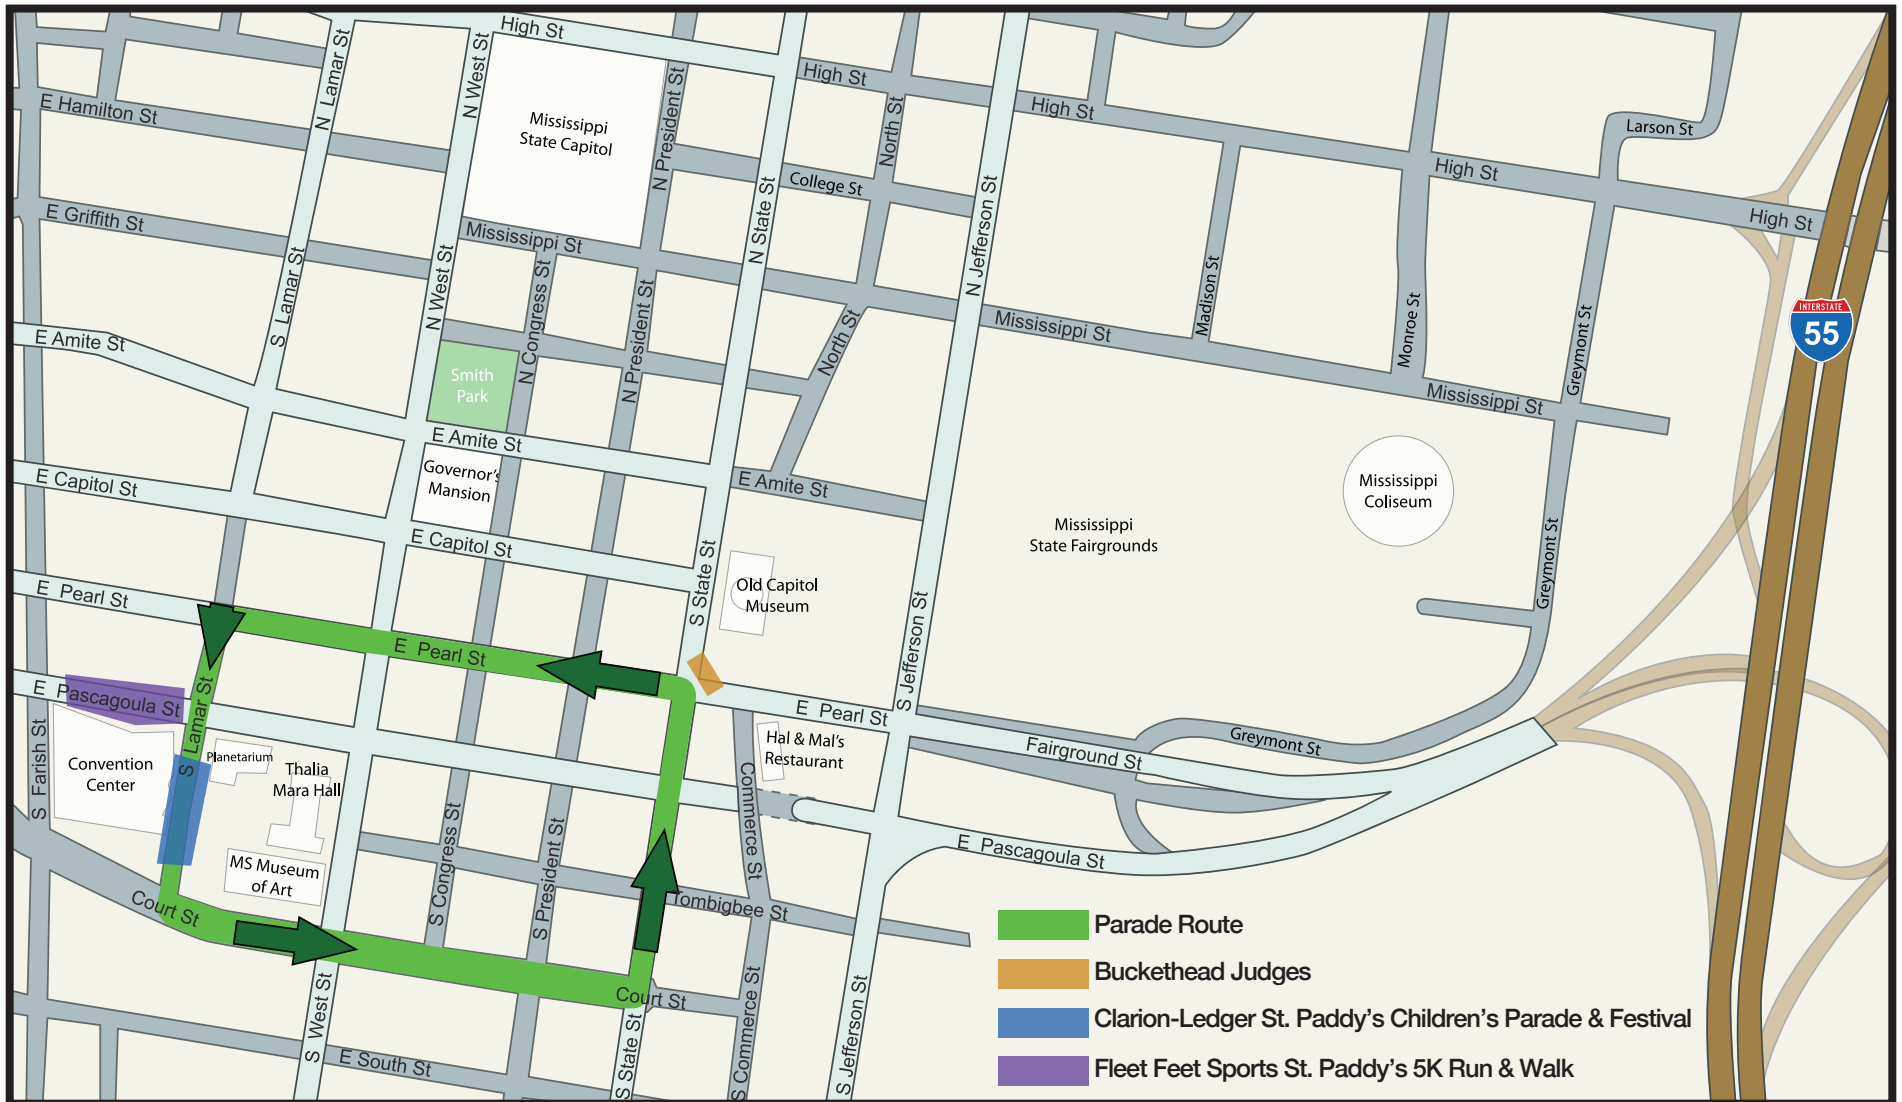 High St
N Lamar St
N West St
N President St
High St
North St
High St
Larson St
High St
High St
E Hamilton St
Mississippi
State Capitol
College St
N State St
N Jefferson St
E Griffith St
Mississippi St
S Lamar St
N West St
N Congress St
N President St
North St
Mississippi St
Madison St
Monroe St
Greymont St
INTERSTATE
55
E Amite St
Smith
Park
Mississippi St
E Amite St
Governor's
Mansion
E Amite St
E Capitol St
E Capitol St
Mississippi
Coliseum
Mississippi
State Fairgrounds
Greymont St
S State St
Old Capitol
Museum
S Jefferson St
E Pearl St
E Pearl St
E Pearl St
E Pascagoula St
S Lamar St
S Farish St
Convention
Center
Planetarium
Thalia
Mara Hall
Hal & Mal's
Restaurant
Commerce St
Greymont St
Fairground St
E Pascagoula St
MS Museum
of Art
S Congress St
S President St
Tombigbee St
Court St
Court St
S West St
S State St
S Commerce St
S Jefferson St
E South St
Parade Route
Buckethead Judges
Clarion-Ledger St. Paddy's Children's Parade & Festival
Fleet Feet Sports St. Paddy's 5K Run & Walk